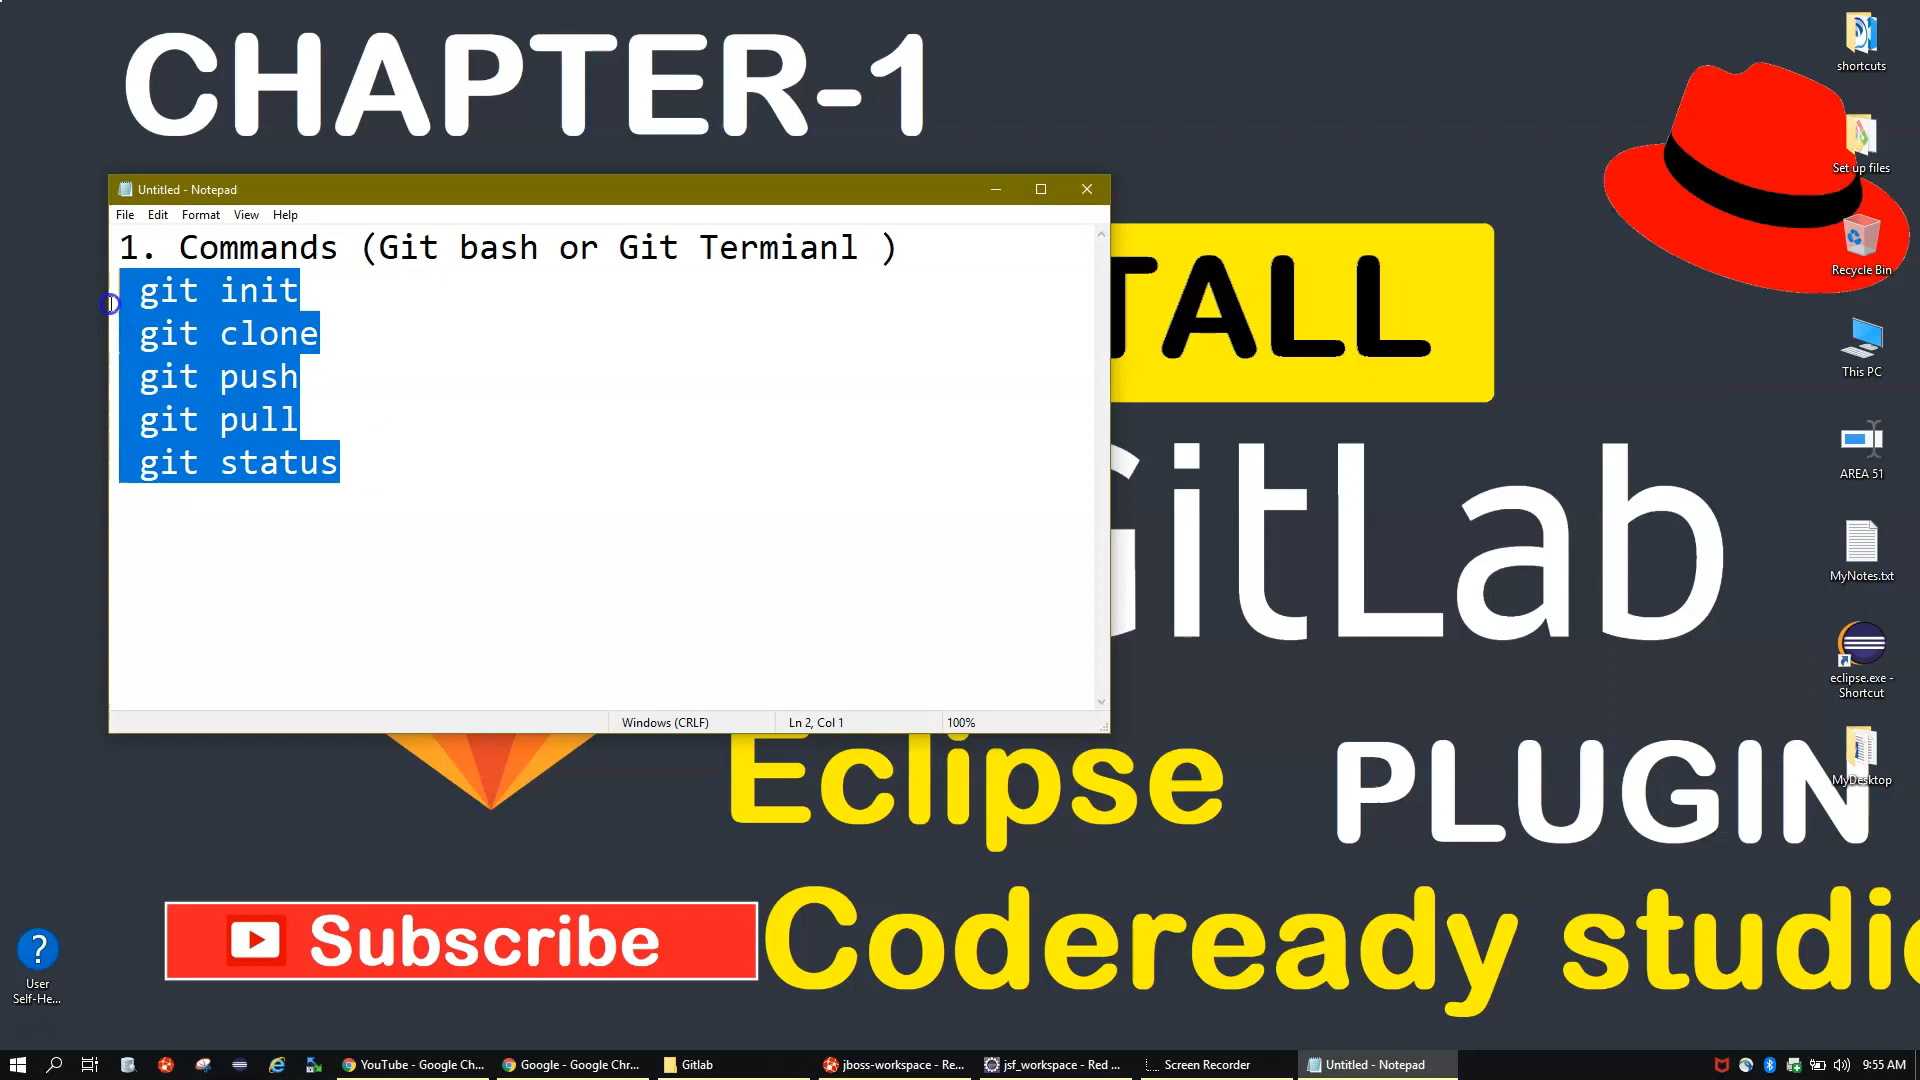 CHAPTER-1
shortcuts
Set up files
Recycle Bin
This PC
AREA 51
MyNotes.txt
eclipse.exe -
Shortcut
MyDesktop
Untitled - Notepad
File Edit Format View Help
1. Commands (Git bash or Git Termianl )
git init
git clone
git push
git pull
git status
Windows (CRLF) Ln 2, Col 1 100%
TALL
GitLab
Eclipse PLUGIN
Subscribe
Codeready studio
User
Self-He...
YouTube - Google Ch...
Google - Google Chr...
Gitlab
jboss-workspace - Re...
jsf_workspace - Red ...
Screen Recorder
Untitled - Notepad
9:55 AM